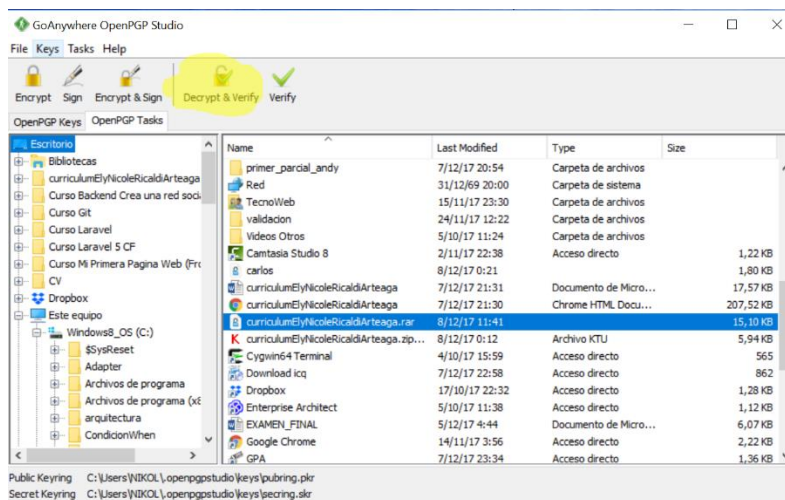 GoAnywhere OpenPGP Studio
File Keys Tasks Help
Encrypt Sign Encrypt & Sign Decrypt & Verify Verify
OpenPGP Keys OpenPGP Tasks
Escritorio
Bibliotecas
curriculumElyNicoleRicaldiArteaga
Curso Backend Crea una red soci
Curso Git
Curso Laravel
Curso Laravel 5 CF
Curso Mi Primera Pagina Web (Fro
CV
Dropbox
Este equipo
Windows8_OS (C:)
$SysReset
Adapter
Archivos de programa
Archivos de programa (x8
arquitectura
CondicionWhen
Name Last Modified Type Size
primer_parcial_andy 7/12/17 20:54 Carpeta de archivos
Red 31/12/69 20:00 Carpeta de sistema
TecnoWeb 15/11/17 23:30 Carpeta de archivos
validacion 24/11/17 12:22 Carpeta de archivos
Videos Otros 5/10/17 11:24 Carpeta de archivos
Camtasia Studio 8 2/11/17 22:38 Acceso directo 1,22 KB
carlos 8/12/17 0:21 1,80 KB
curriculumElyNicoleRicaldiArteaga 7/12/17 21:31 Documento de Micro... 17,57 KB
curriculumElyNicoleRicaldiArteaga 7/12/17 21:30 Chrome HTML Docu... 207,52 KB
curriculumElyNicoleRicaldiArteaga.rar 8/12/17 11:41 15,10 KB
curriculumElyNicoleRicaldiArteaga.zip... 8/12/17 0:12 Archivo KTU 5,94 KB
Cygwin64 Terminal 4/10/17 15:59 Acceso directo 565
Download icq 7/12/17 22:58 Acceso directo 862
Dropbox 17/10/17 22:32 Acceso directo 1,28 KB
Enterprise Architect 5/10/17 11:38 Acceso directo 1,12 KB
EXAMEN_FINAL 5/12/17 4:44 Documento de Micro... 6,07 KB
Google Chrome 14/11/17 3:56 Acceso directo 2,22 KB
GPA 7/12/17 23:34 Acceso directo 1,36 KB
Public Keyring C:\Users\NIKOL\.openpgpstudio\keys\pubring.pkr
Secret Keyring C:\Users\NIKOL\.openpgpstudio\keys\secring.skr